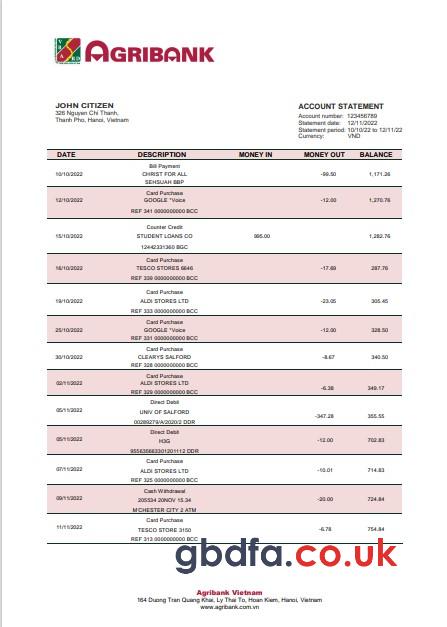 AGRIBANK
JOHN CITIZEN
326 Nguyen Chi Thanh,
Thanh Pho, Hanoi, Vietnam
ACCOUNT STATEMENT
Account number: 123456789
Statement date: 12/11/2022
Statement period: 10/10/22 to 12/11/22
Currency: VND
DATE DESCRIPTION MONEY IN MONEY OUT BALANCE
Bill Payment
10/10/2022 CHRIST FOR ALL -99.50 1,171.26
SEHSUAH BBP
Card Purchase
12/10/2022 GOOGLE *Voice -12.00 1,270.76
REF 341 0000000000 BCC
Counter Credit
15/10/2022 STUDENT LOANS CO 995.00 1,282.76
12442331360 BGC
Card Purchase
16/10/2022 TESCO STORES 6646 -17.69 287.76
REF 339 0000000000 BCC
Card Purchase
19/10/2022 ALDI STORES LTD -23.05 305.45
REF 333 0000000000 BCC
Card Purchase
25/10/2022 GOOGLE *Voice -12.00 328.50
REF 331 0000000000 BCC
Card Purchase
30/10/2022 CLEARYS SALFORD -8.67 340.50
REF 328 0000000000 BCC
Card Purchase
02/11/2022 ALDI STORES LTD -6.38 349.17
REF 329 0000000000 BCC
Direct Debit
05/11/2022 UNIV OF SALFORD -347.28 355.55
00289279/A/2020/2 DDR
Direct Debit
05/11/2022 H3G -12.00 702.83
955635663301201112 DDR
Card Purchase
07/11/2022 ALDI STORES LTD -10.01 714.83
REF 325 0000000000 BCC
Cash Withdrawal
09/11/2022 205534 20NOV 15.34 -20.00 724.84
MCHESTER CITY 2 ATM
Card Purchase
11/11/2022 TESCO STORE 3150 -6.78 754.84
REF 313 0000000000 BCC
gbdfa.co.uk
Agribank Vietnam
164 Duong Tran Quang Khai, Ly Thai To, Hoan Kiem, Hanoi, Vietnam
www.agribank.com.vn